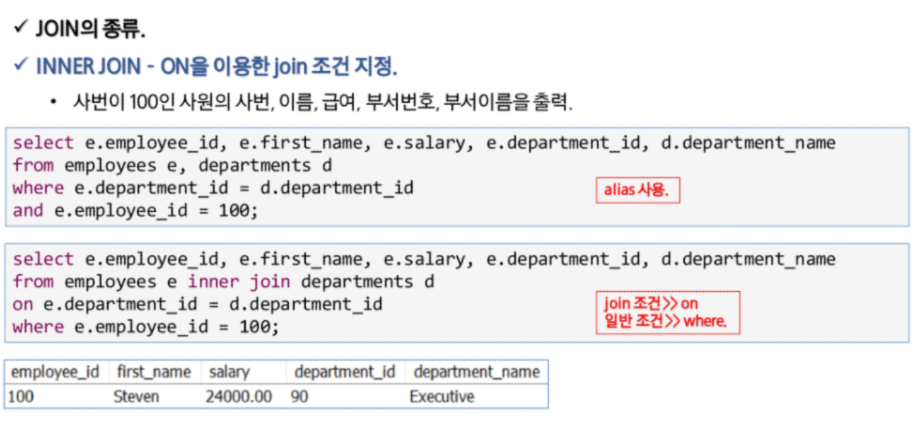 ✓ JOIN의 종류.
✓ INNER JOIN - ON을 이용한 join 조건 지정.
• 사번이 100인 사원의 사번, 이름, 급여, 부서번호, 부서이름을 출력.
select e.employee_id, e.first_name, e.salary, e.department_id, d.department_name
from employees e, departments d
where e.department_id = d.department_id
and e.employee_id = 100;
alias 사용.
select e.employee_id, e.first_name, e.salary, e.department_id, d.department_name
from employees e inner join departments d
on e.department_id = d.department_id
where e.employee_id = 100;
join 조건>> on
일반 조건>> where.
employee_id first_name salary department_id department_name
100 Steven 24000.00 90 Executive